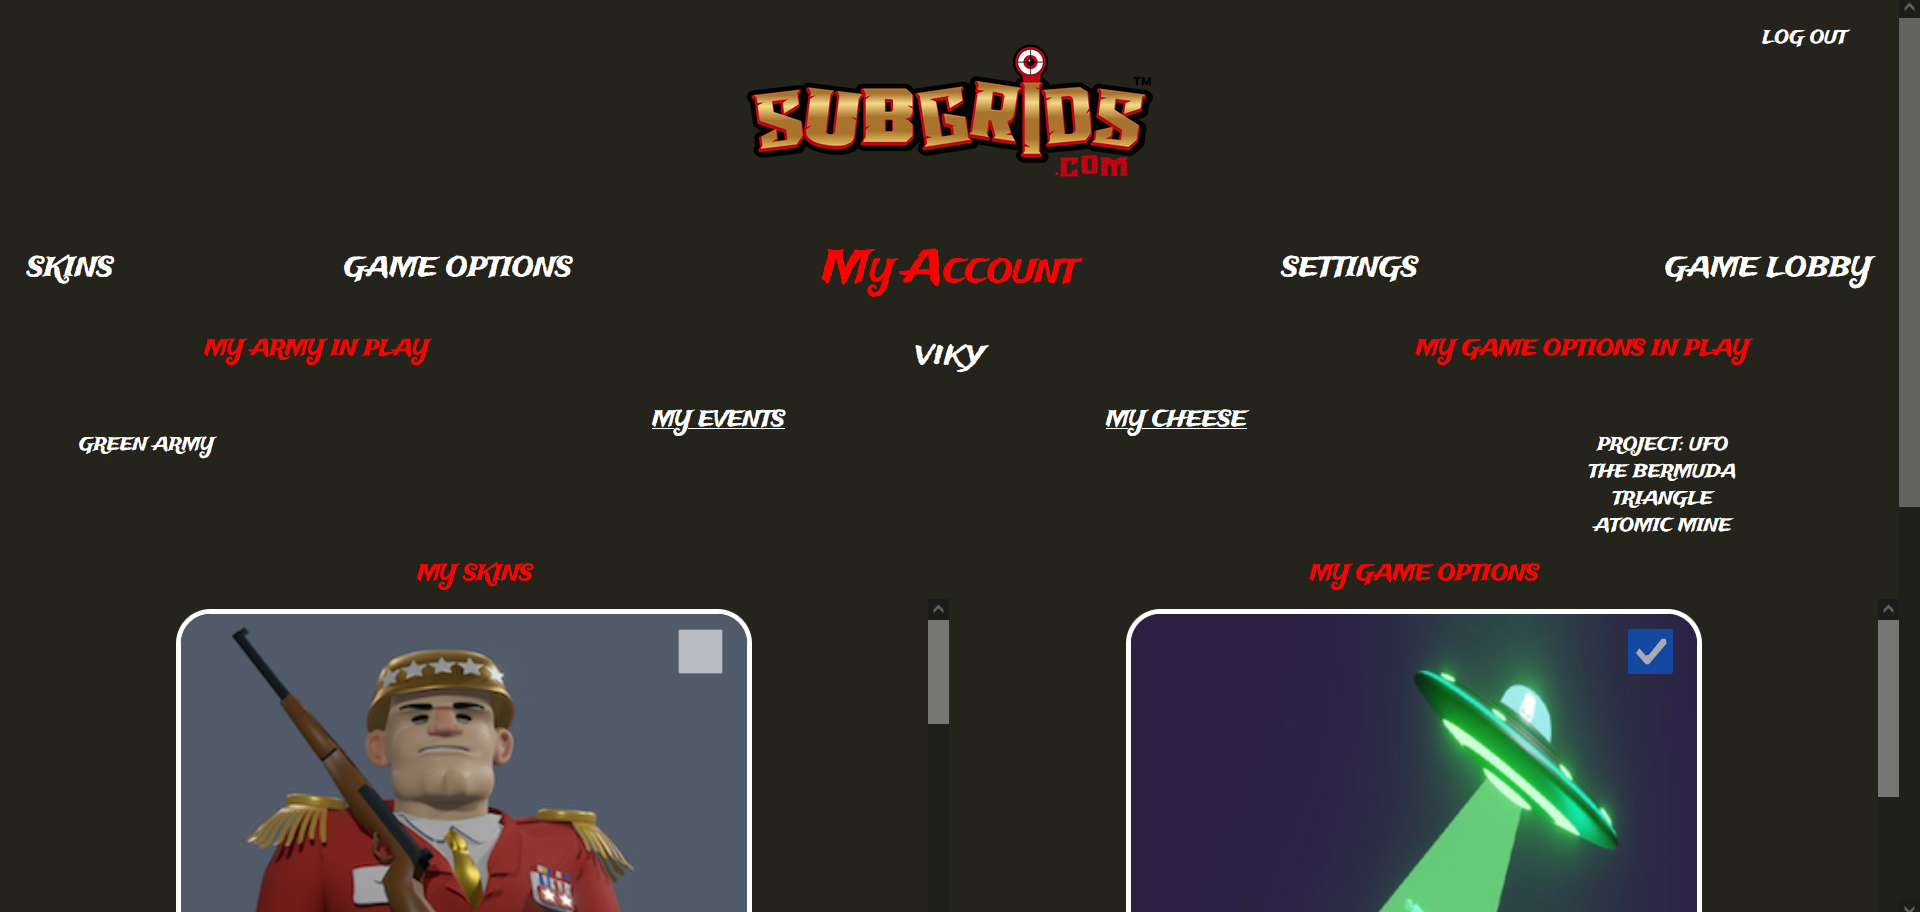 LOG OUT
SUBGRIDS™
.COM
SKINS
GAME OPTIONS
MY ACCOUNT
SETTINGS
GAME LOBBY
MY ARMY IN PLAY
VIKY
MY GAME OPTIONS IN PLAY
MY EVENTS
MY CHEESE
GREEN ARMY
PROJECT: UFO
THE BERMUDA
TRIANGLE
ATOMIC MINE
MY SKINS
MY GAME OPTIONS